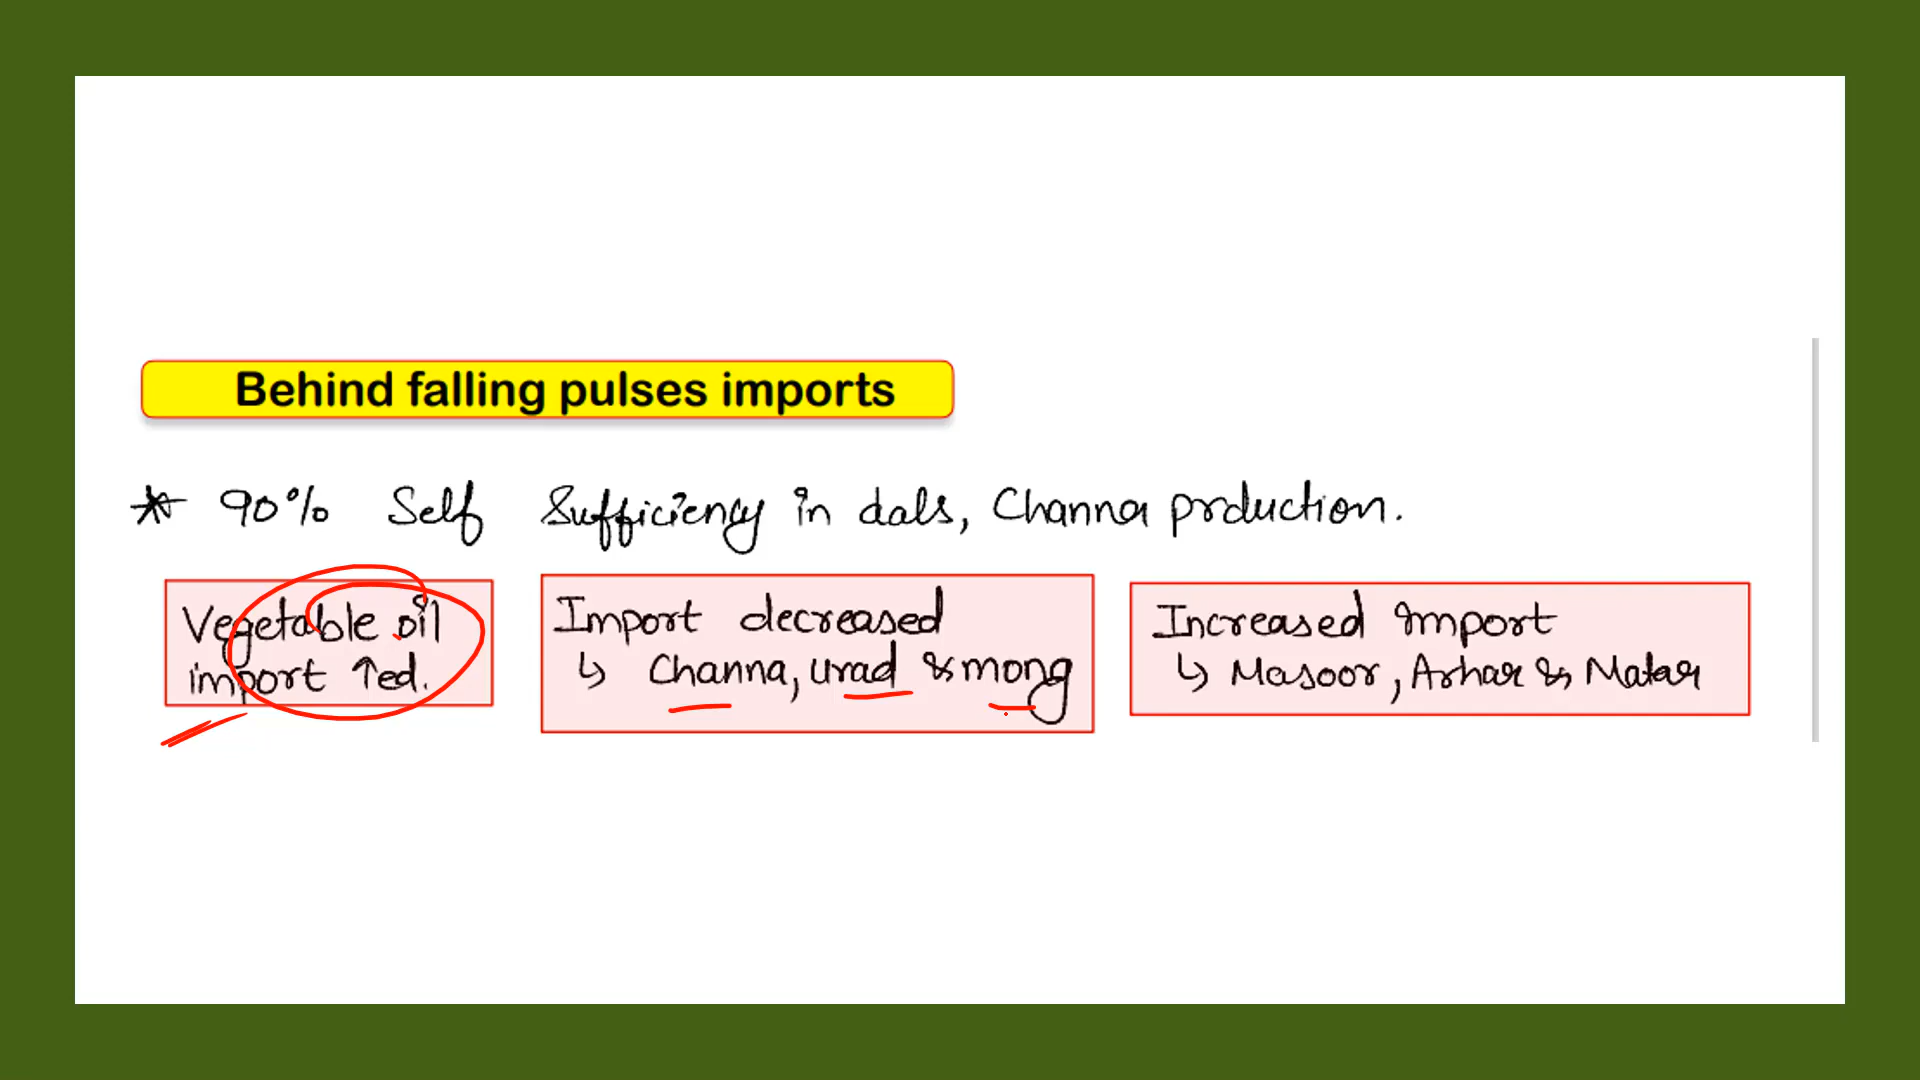 Behind falling pulses imports
* 90% Self Sufficiency in dals, Channa production.
Vegetable oil
import ↑ed.
Import decreased
↳ Channa, urad & mong
Increased import
↳ Masoor, Arhar & Matar